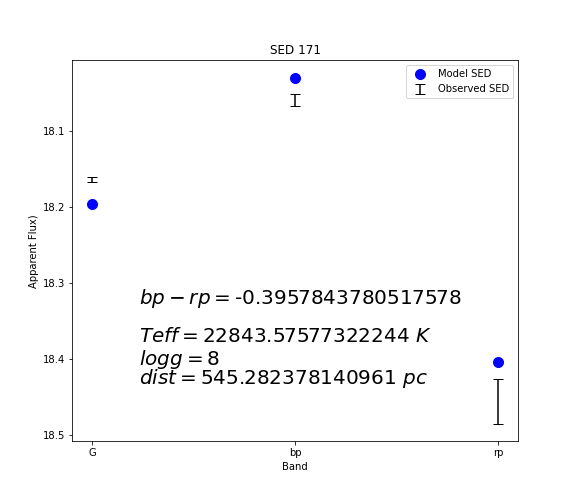 SED 171
Model SED
Observed SED
18.1
18.2
18.3
18.4
18.5
Apparent Flux)
bp − rp = -0.3957843780517578
Teff = 22843.57577322244 K
logg = 8
dist = 545.282378140961 pc
G
bp
rp
Band